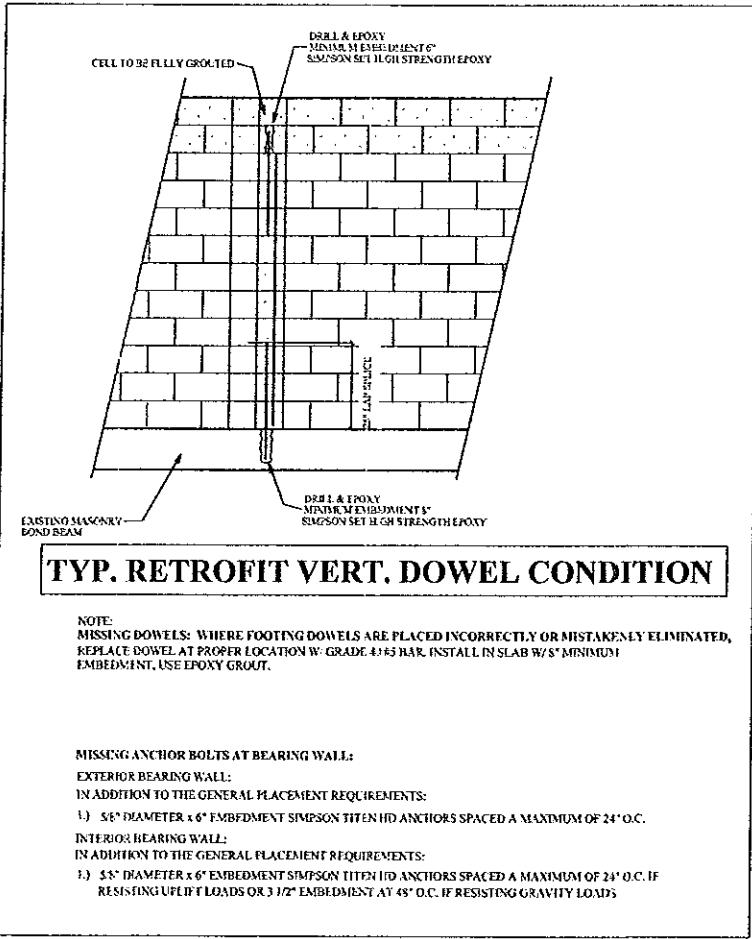 DRILL & EPOXY
MINIMUM EMBEDMENT 6"
SIMPSON SET HIGH STRENGTH EPOXY
CELL TO BE FULLY GROUTED
LAP SPLICE
DRILL & EPOXY
MINIMUM EMBEDMENT 8"
SIMPSON SET HIGH STRENGTH EPOXY
EXISTING MASONRY
BOND BEAM
TYP. RETROFIT VERT. DOWEL CONDITION
NOTE:
MISSING DOWELS: WHERE FOOTING DOWELS ARE PLACED INCORRECTLY OR MISTAKENLY ELIMINATED,
REPLACE DOWEL AT PROPER LOCATION W/ GRADE #5 BAR. INSTALL IN SLAB W/ 8" MINIMUM
EMBEDMENT, USE EPOXY GROUT.
MISSING ANCHOR BOLTS AT BEARING WALL:
EXTERIOR BEARING WALL:
IN ADDITION TO THE GENERAL PLACEMENT REQUIREMENTS:
1.) 5/8" DIAMETER x 6" EMBEDMENT SIMPSON TITEN HD ANCHORS SPACED A MAXIMUM OF 24" O.C.
INTERIOR BEARING WALL:
IN ADDITION TO THE GENERAL PLACEMENT REQUIREMENTS:
1.) 5/8" DIAMETER x 6" EMBEDMENT SIMPSON TITEN HD ANCHORS SPACED A MAXIMUM OF 24" O.C. IF
RESISTING UPLIFT LOADS OR 3 1/2" EMBEDMENT AT 48" O.C. IF RESISTING GRAVITY LOADS